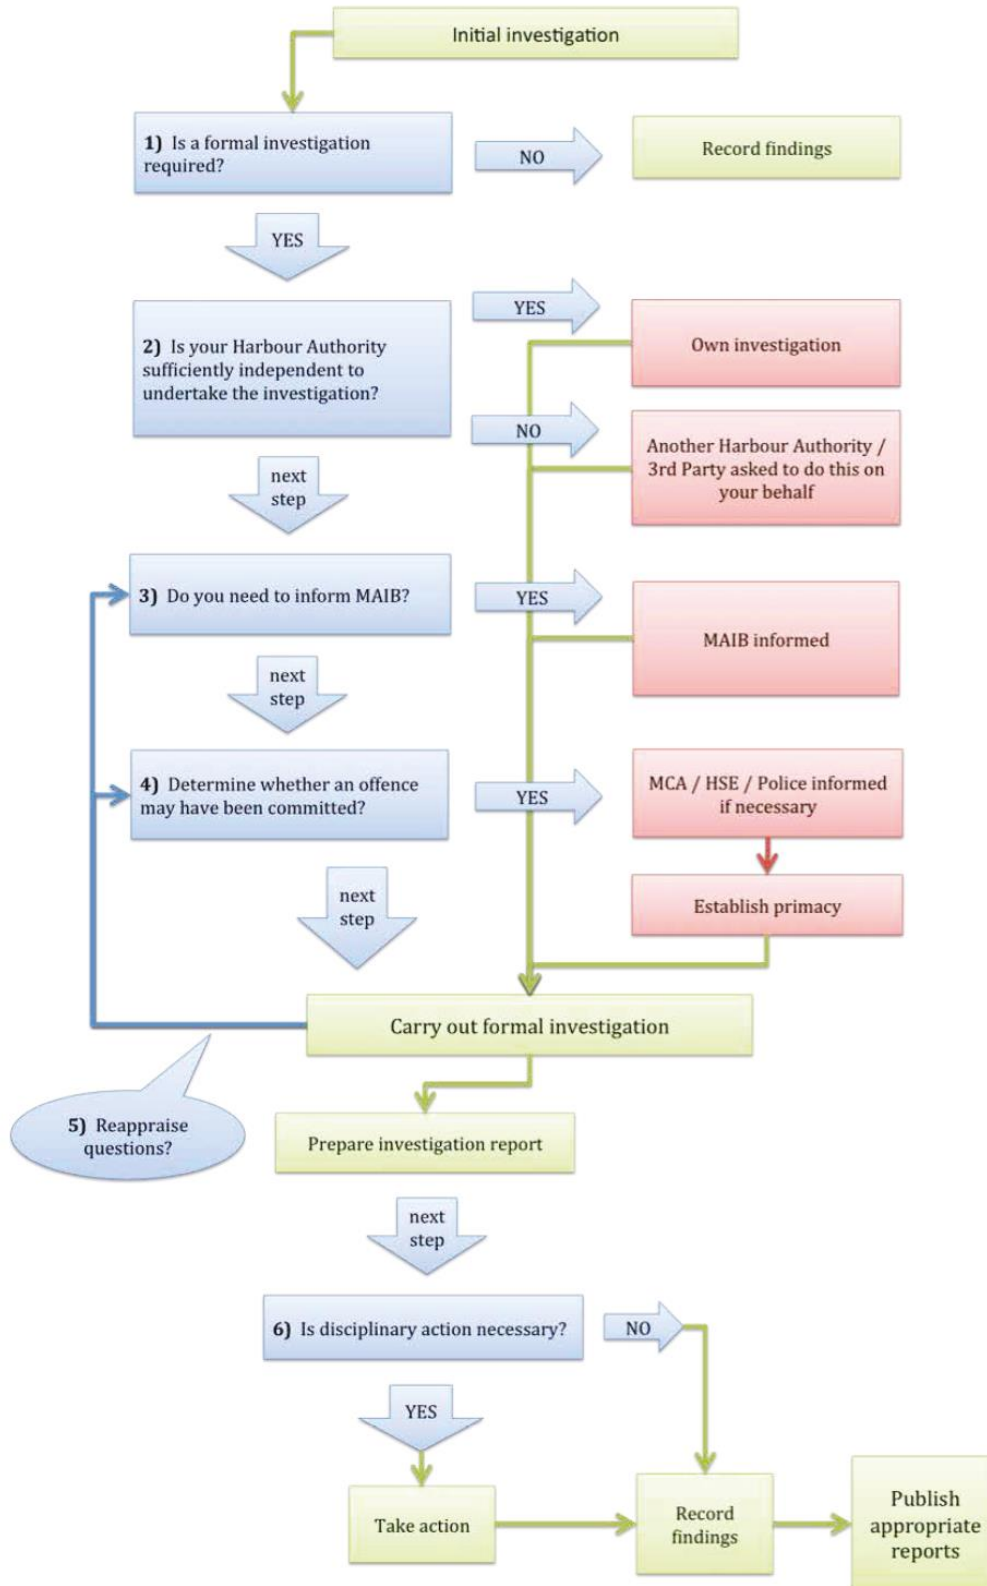 Initial investigation
1) Is a formal investigation
required?
NO
Record findings
YES
2) Is your Harbour Authority
sufficiently independent to
undertake the investigation?
YES
Own investigation
NO
Another Harbour Authority /
3rd Party asked to do this on
your behalf
next
step
3) Do you need to inform MAIB?
YES
MAIB informed
next
step
4) Determine whether an offence
may have been committed?
YES
MCA / HSE / Police informed
if necessary
Establish primacy
next
step
Carry out formal investigation
5) Reappraise
questions?
Prepare investigation report
next
step
6) Is disciplinary action necessary?
NO
YES
Take action
Record
findings
Publish
appropriate
reports